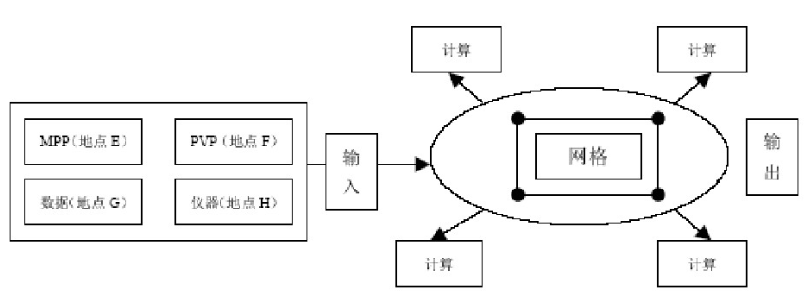 计算
计算
MPP(地点E)
PVP(地点F)
输入
网格
输出
数据(地点G)
仪器(地点H)
计算
计算